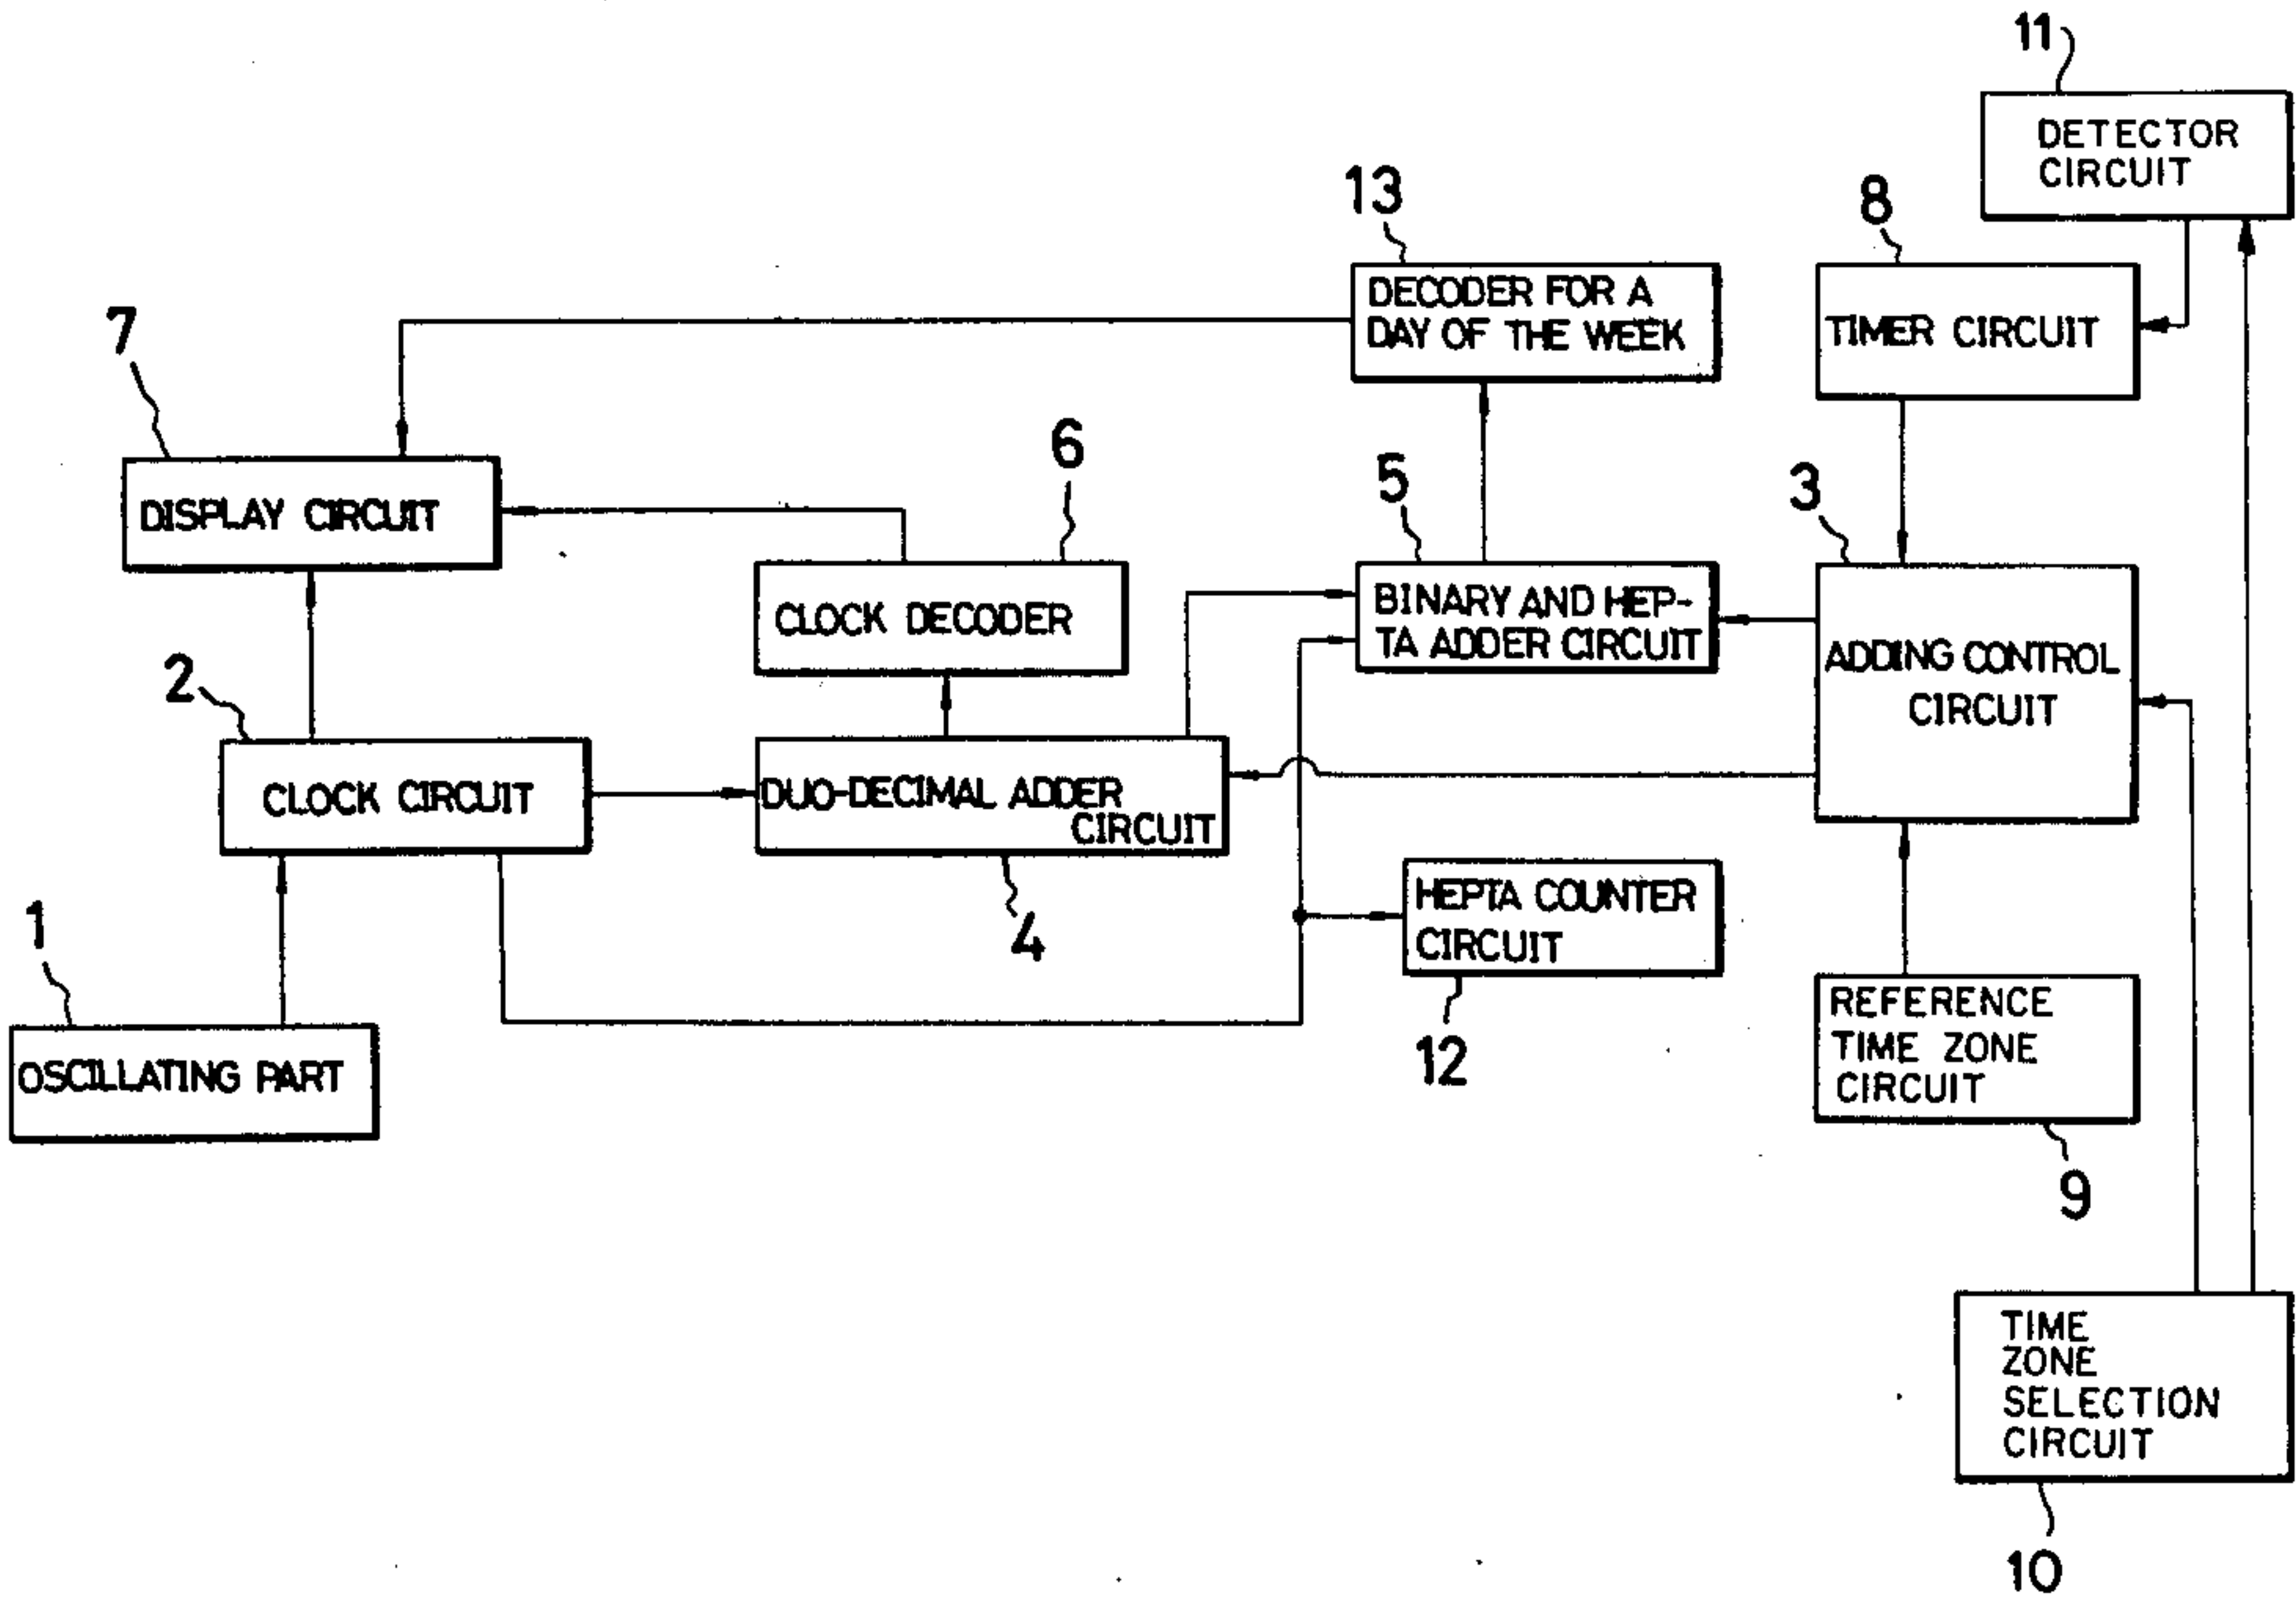 11
DETECTOR
CIRCUIT
13
8
DECODER FOR A
DAY OF THE WEEK
TIMER CIRCUIT
7
6
5
3
DISPLAY CIRCUIT
CLOCK DECODER
BINARY AND HEP-
TA ADDER CIRCUIT
ADDING CONTROL
CIRCUIT
2
CLOCK CIRCUIT
DUO-DECIMAL ADDER
CIRCUIT
4
HEPTA COUNTER
CIRCUIT
12
1
OSCILLATING PART
REFERENCE
TIME ZONE
CIRCUIT
9
TIME
ZONE
SELECTION
CIRCUIT
10